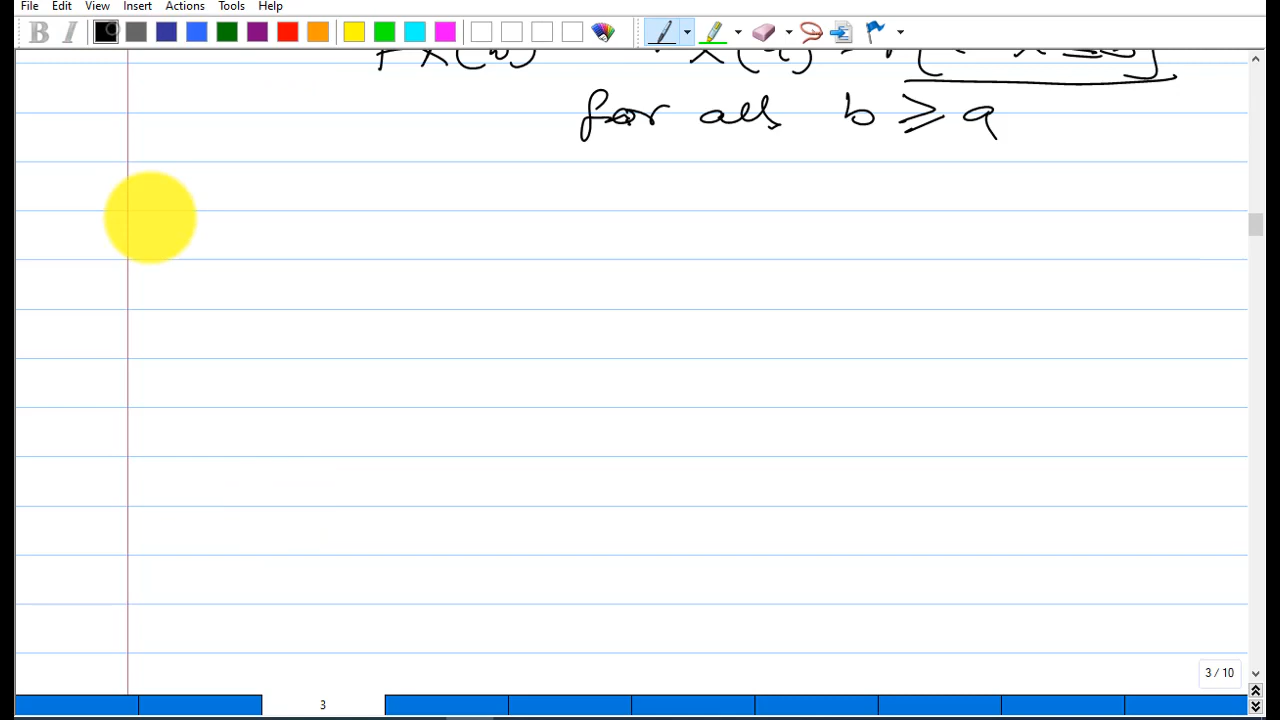 File Edit View Insert Actions Tools Help
B I
for all b ≥ a
3 / 10
3